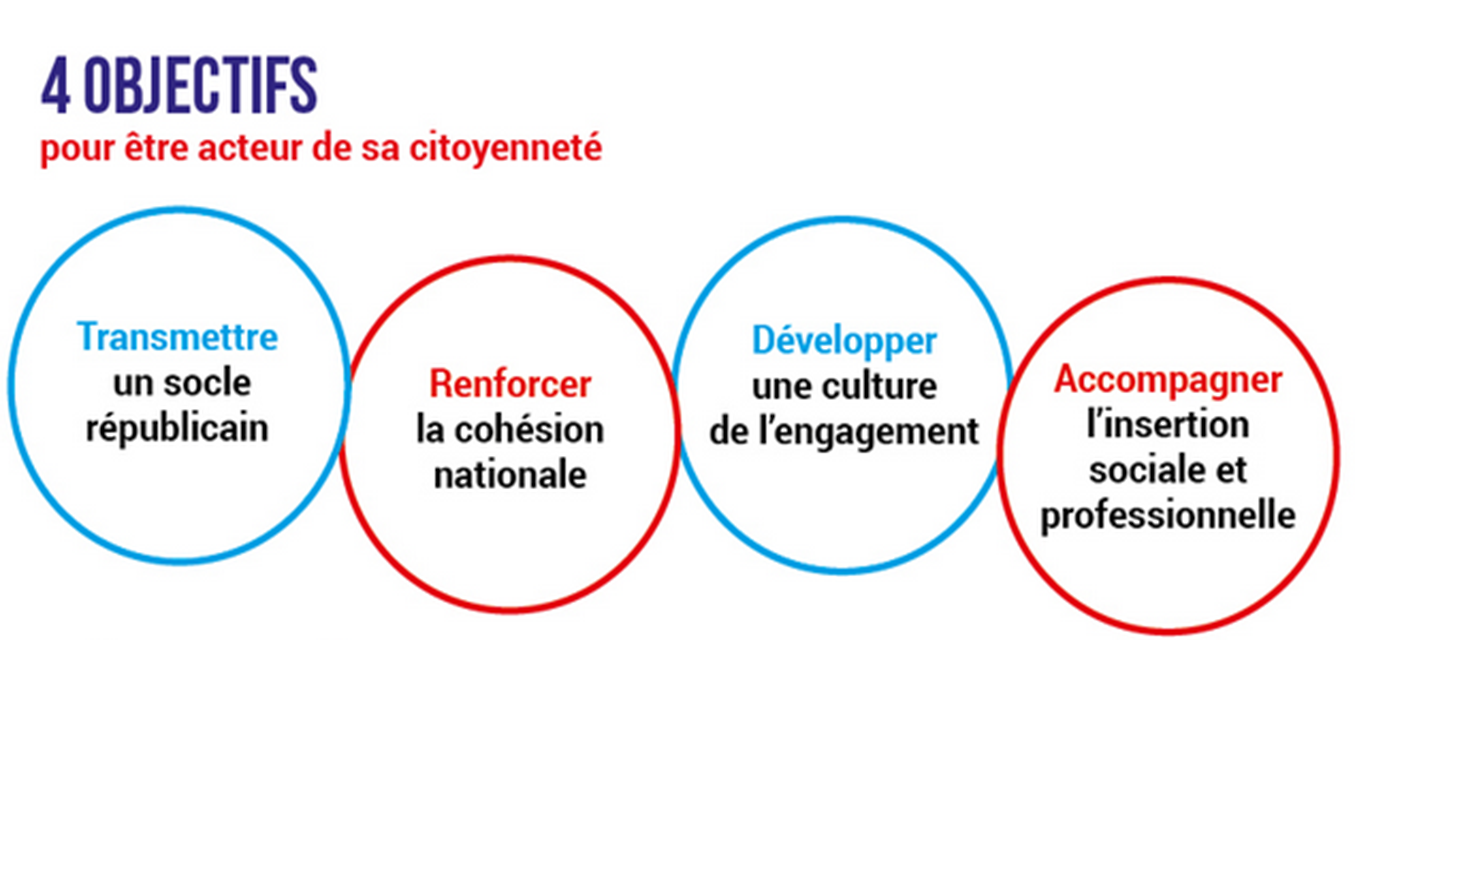 4 OBJECTIFS
pour être acteur de sa citoyenneté
Transmettre
un socle
républicain
Renforcer
la cohésion
nationale
Développer
une culture
de l'engagement
Accompagner
l'insertion
sociale et
professionnelle